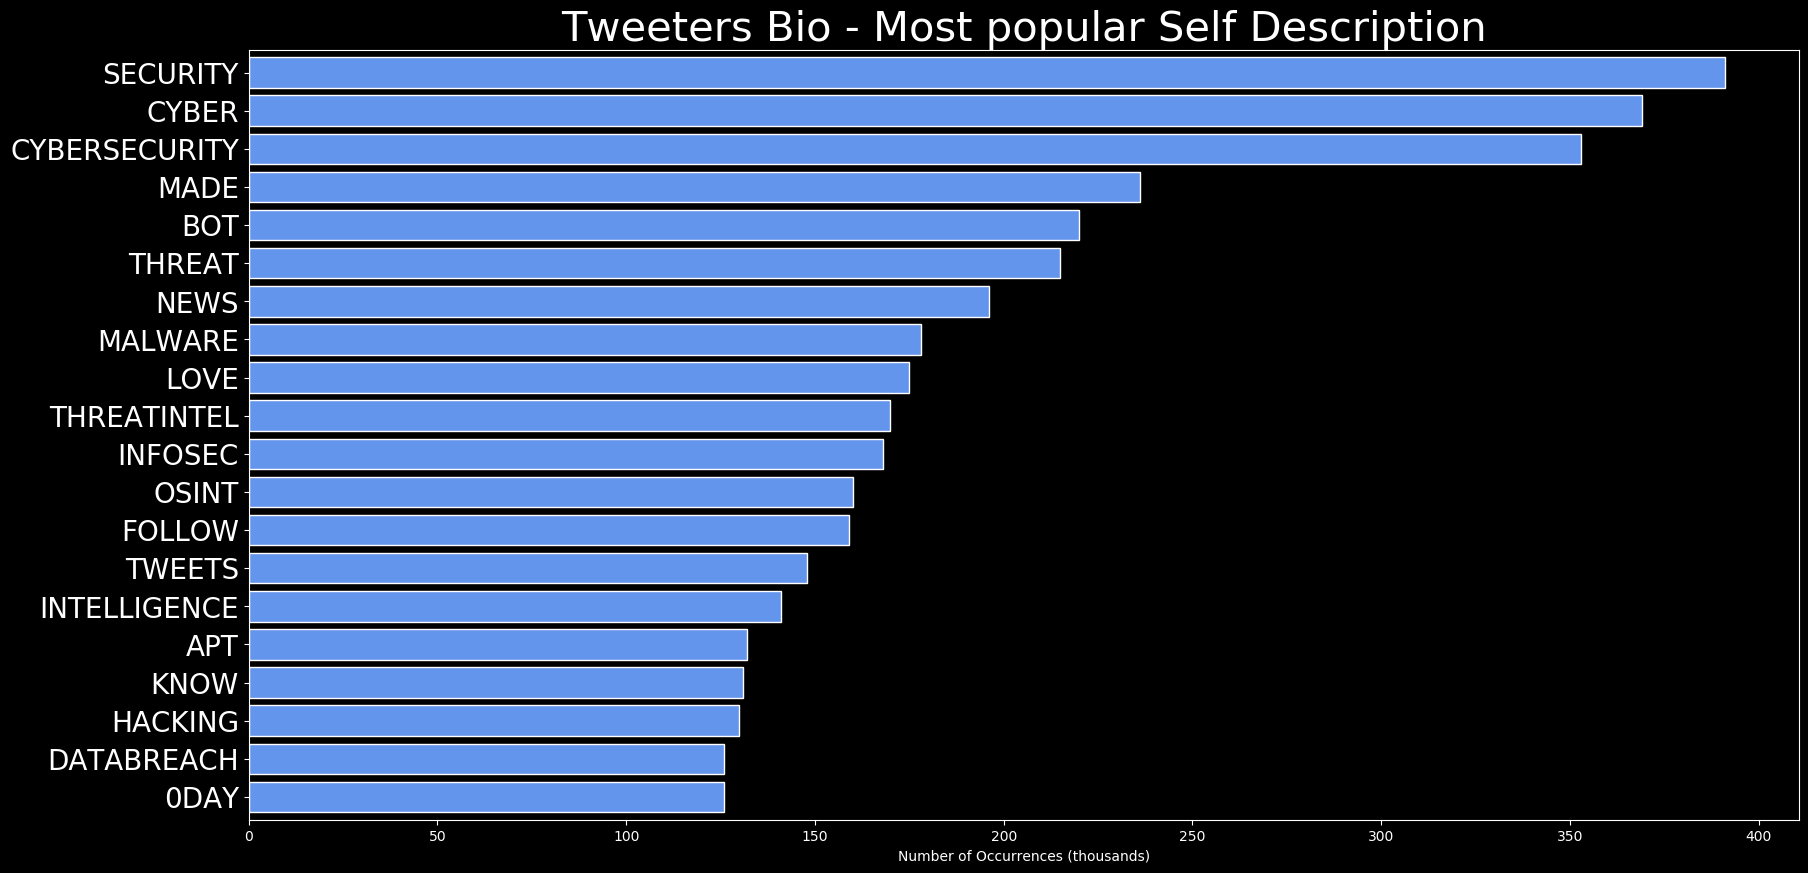 Tweeters Bio - Most popular Self Description
SECURITY
CYBER
CYBERSECURITY
MADE
BOT
THREAT
NEWS
MALWARE
LOVE
THREATINTEL
INFOSEC
OSINT
FOLLOW
TWEETS
INTELLIGENCE
APT
KNOW
HACKING
DATABREACH
0DAY
0 50 100 150 200 250 300 350 400
Number of Occurrences (thousands)